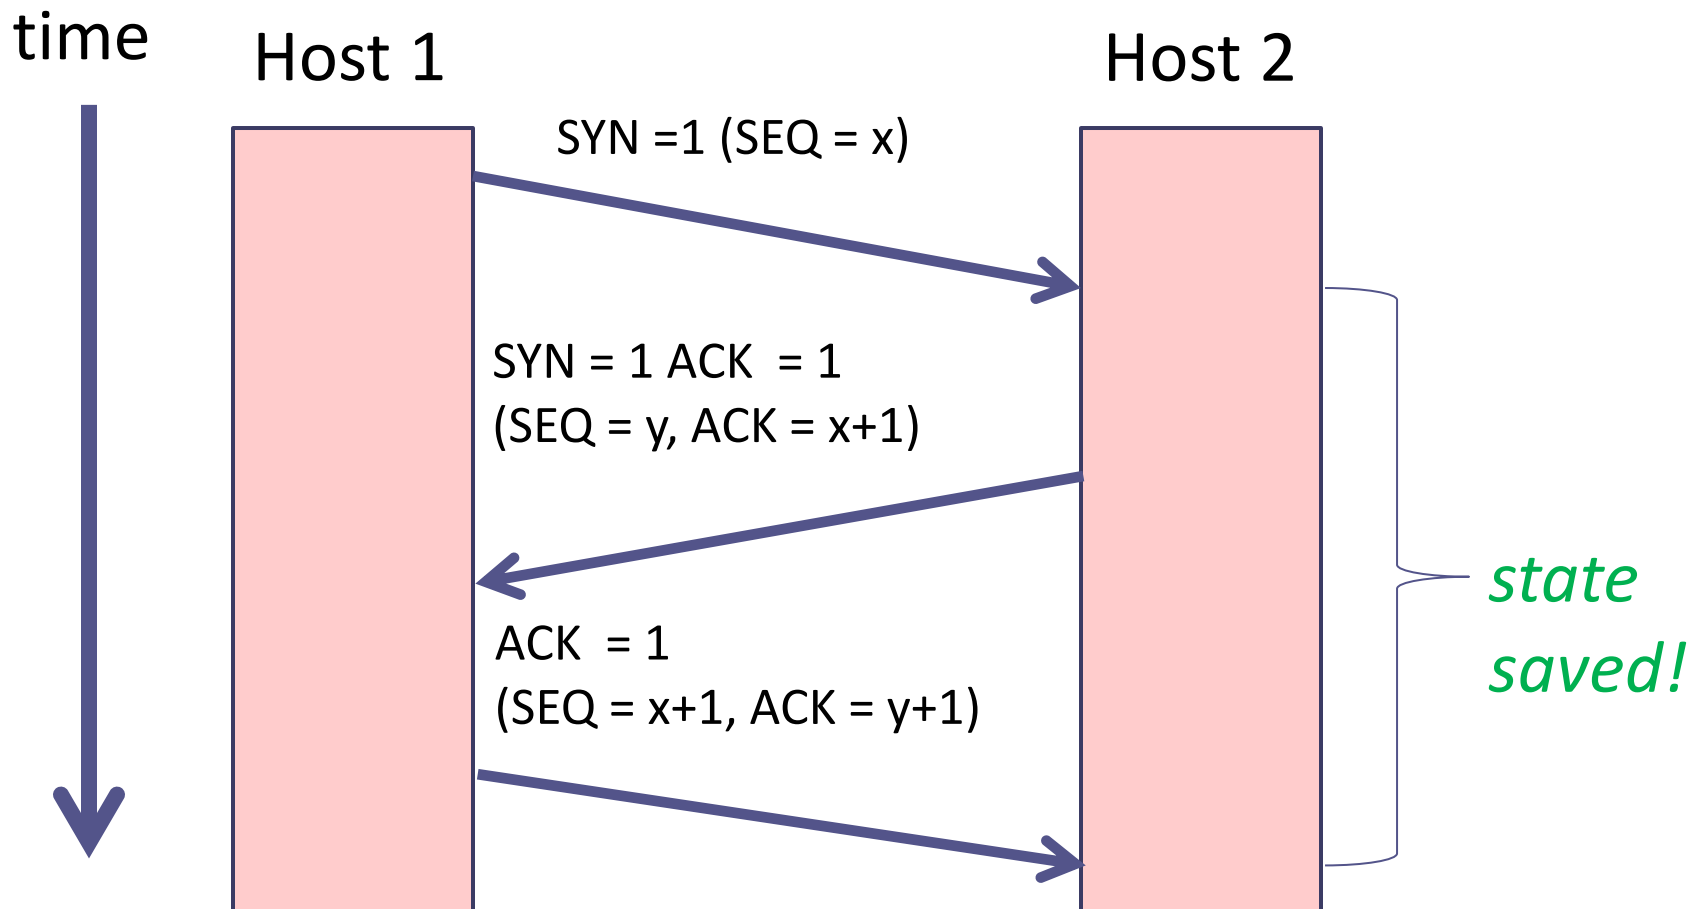 time
Host 1
Host 2
SYN =1 (SEQ = x)
SYN = 1 ACK  = 1
(SEQ = y, ACK = x+1)
ACK  = 1
(SEQ = x+1, ACK = y+1)
state
saved!